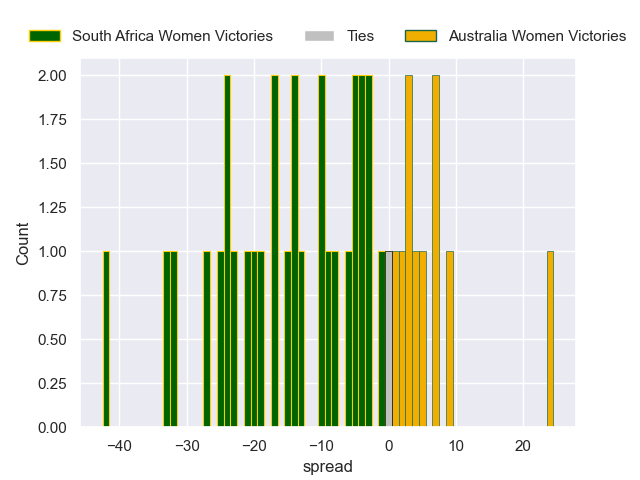 South Africa Women Victories Ties Australia Women Victories
2.00
1.75
1.50
1.25
1.00
0.75
0.50
0.25
0.00
Count
−40 −30 −20 −10 0 10 20
spread